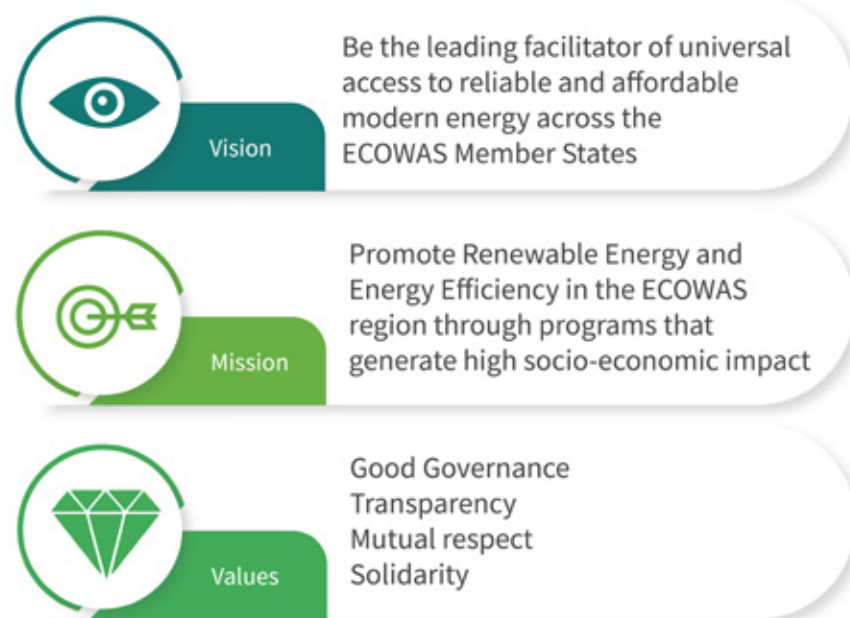 Vision
Be the leading facilitator of universal
access to reliable and affordable
modern energy across the
ECOWAS Member States
Mission
Promote Renewable Energy and
Energy Efficiency in the ECOWAS
region through programs that
generate high socio-economic impact
Values
Good Governance
Transparency
Mutual respect
Solidarity